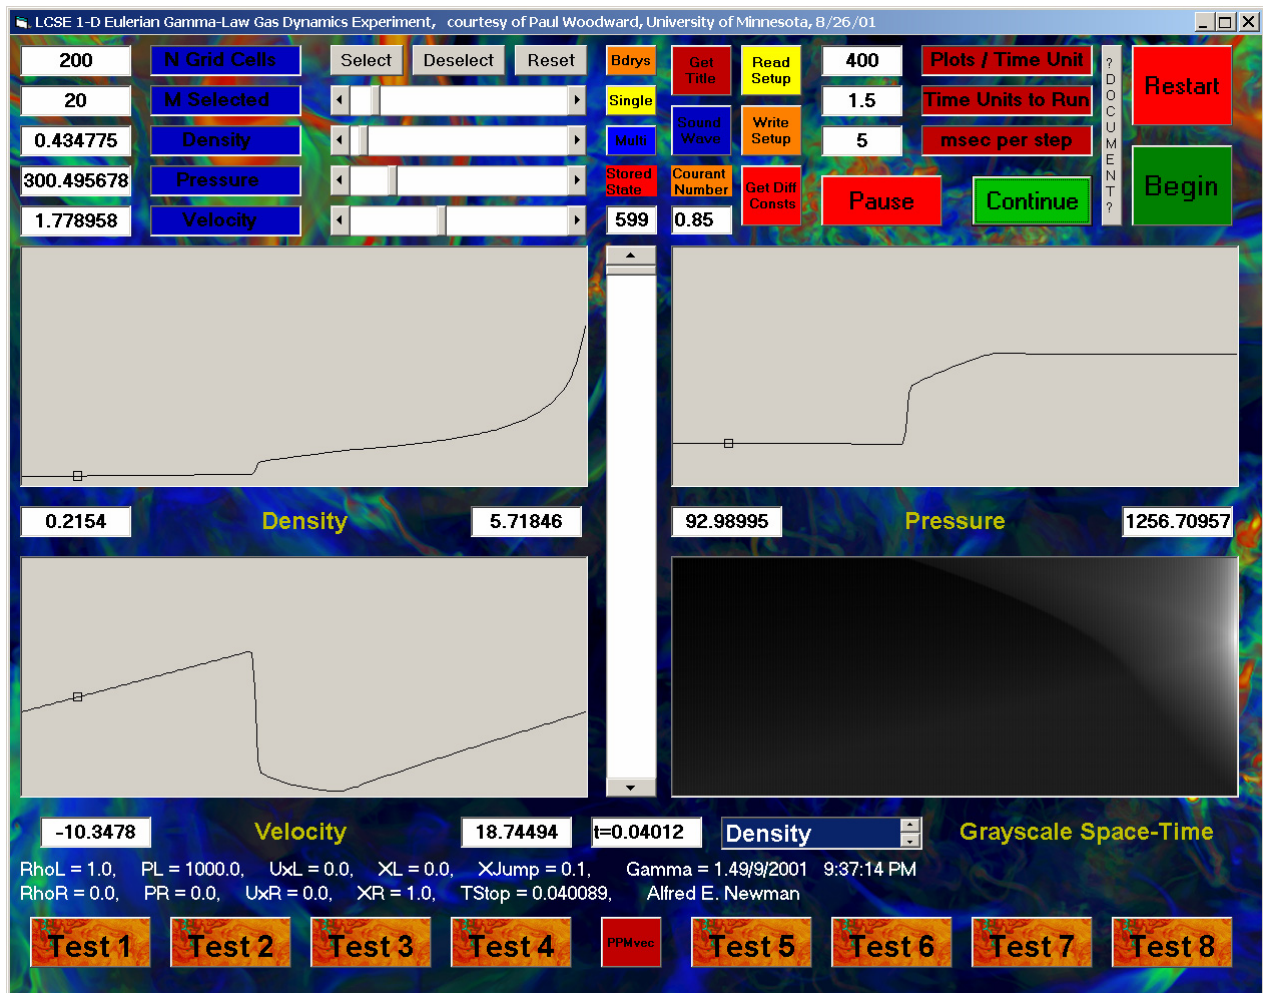 LCSE 1-D Eulerian Gamma-Law Gas Dynamics Experiment, courtesy of Paul Woodward, University of Minnesota, 8/26/01
200 N Grid Cells Select Deselect Reset Bdrys Get Title Read Setup 400 Plots / Time Unit ?DOCUMENT? Restart
20 M Selected Single 1.5 Time Units to Run
0.434775 Density Multi Sound Wave Write Setup 5 msec per step
300.495678 Pressure Stored State Courant Number Get Diff Consts Pause Continue Begin
1.778958 Velocity 599 0.85
0.2154 Density 5.71846 92.98995 Pressure 1256.70957
-10.3478 Velocity 18.74494 t=0.04012 Density Grayscale Space-Time
RhoL = 1.0, PL = 1000.0, UxL = 0.0, XL = 0.0, XJump = 0.1, Gamma = 1.49/9/2001 9:37:14 PM
RhoR = 0.0, PR = 0.0, UxR = 0.0, XR = 1.0, TStop = 0.040089, Alfred E. Newman
Test 1 Test 2 Test 3 Test 4 PPMvec Test 5 Test 6 Test 7 Test 8